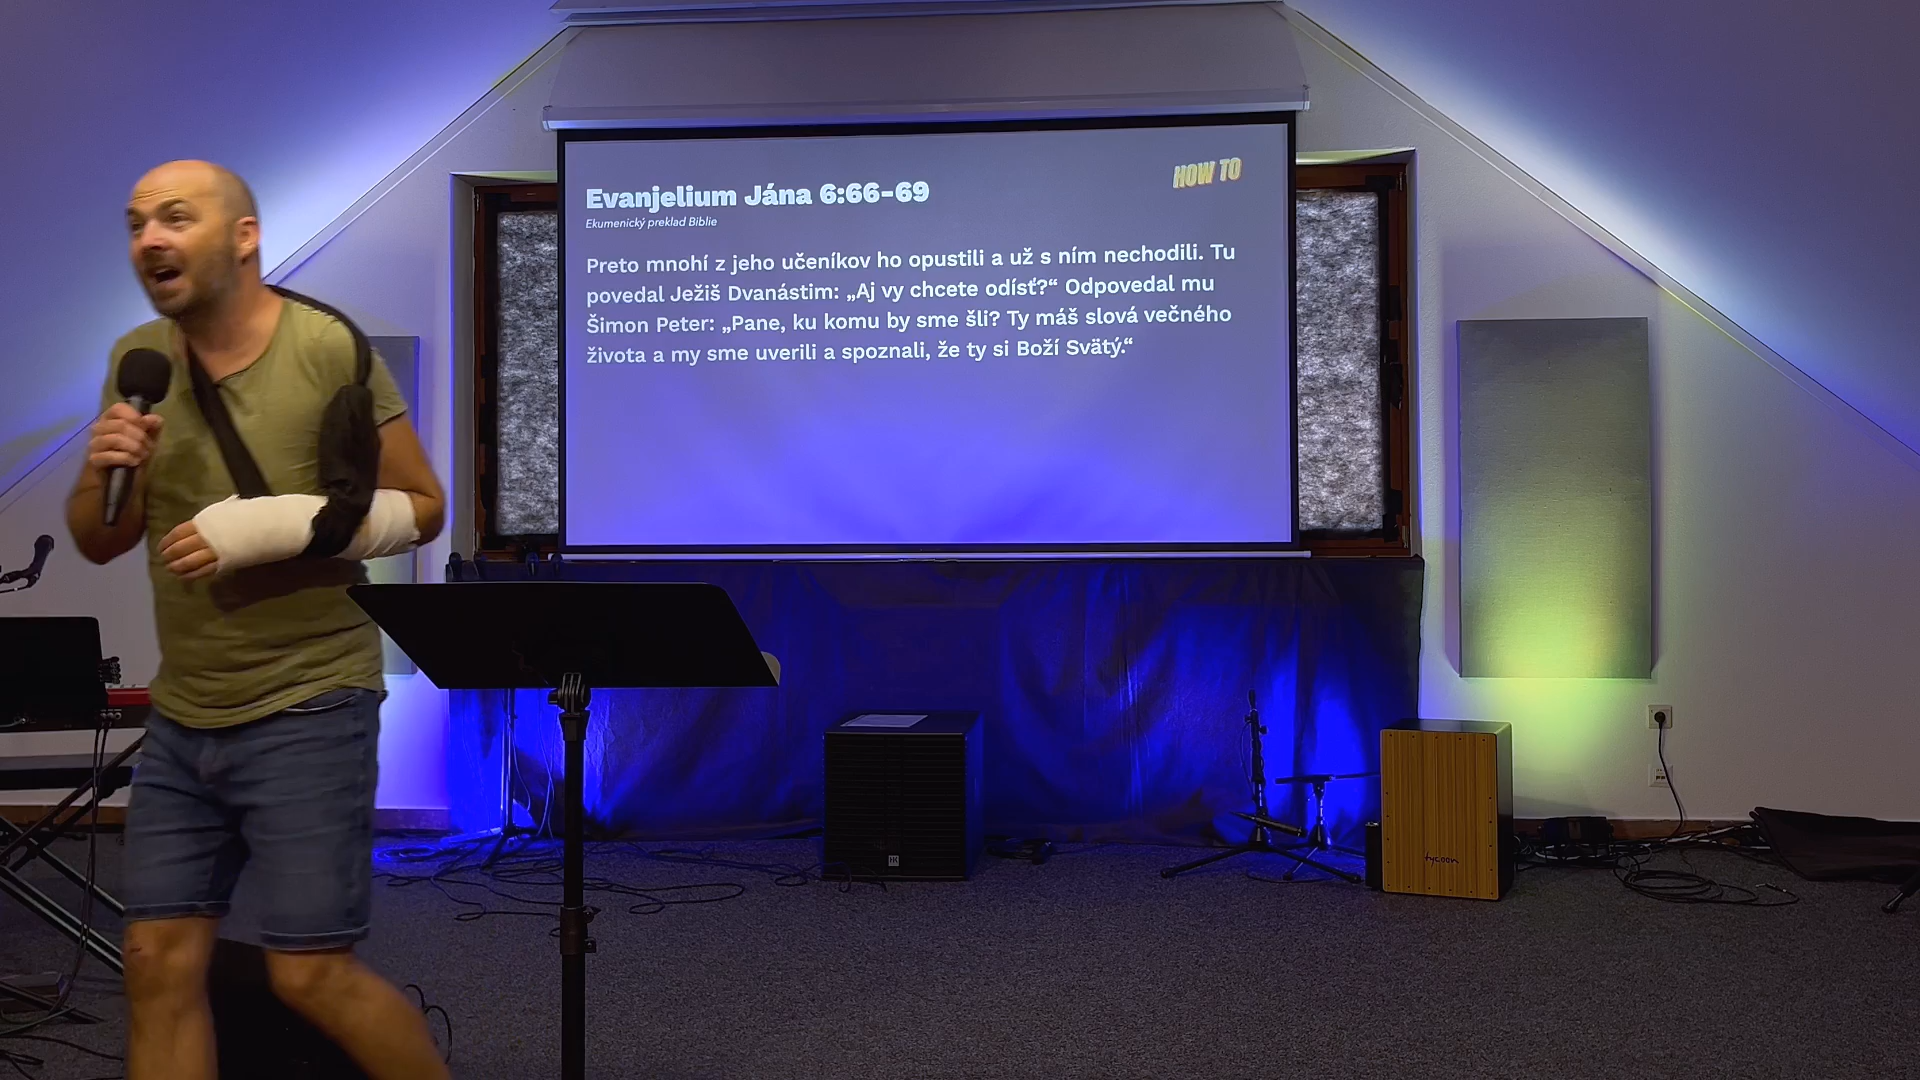 HOW TO
Evanjelium Jána 6:66-69
Ekumenický preklad Biblie
Preto mnohí z jeho učeníkov ho opustili a už s ním nechodili. Tu
povedal Ježiš Dvanástim: „Aj vy chcete odísť?“ Odpovedal mu
Šimon Peter: „Pane, ku komu by sme šli? Ty máš slová večného
života a my sme uverili a spoznali, že ty si Boží Svätý.“
HK
tycoon